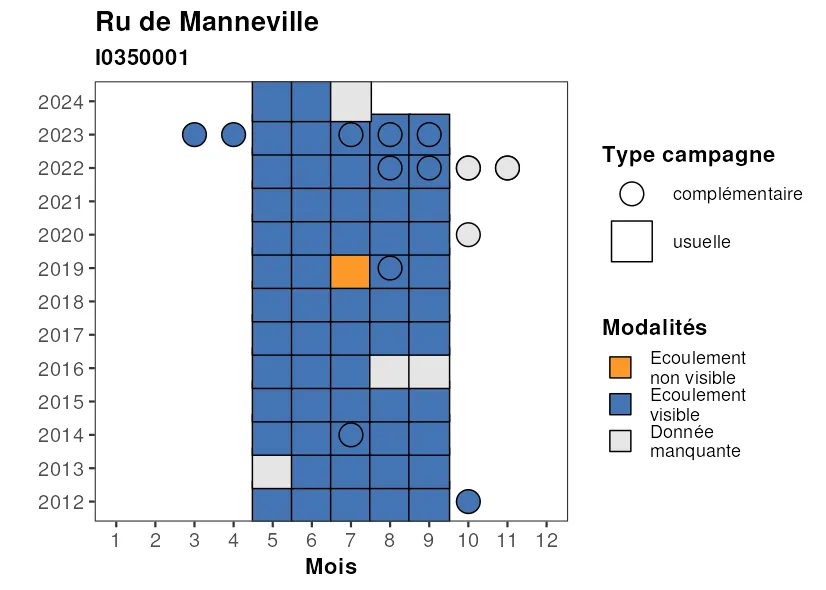 Ru de Manneville
I0350001
2024
2023
2022
2021
2020
2019
2018
2017
2016
2015
2014
2013
2012
1 2 3 4 5 6 7 8 9 10 11 12
Mois
Type campagne
complémentaire
usuelle
Modalités
Ecoulement
non visible
Ecoulement
visible
Donnée
manquante